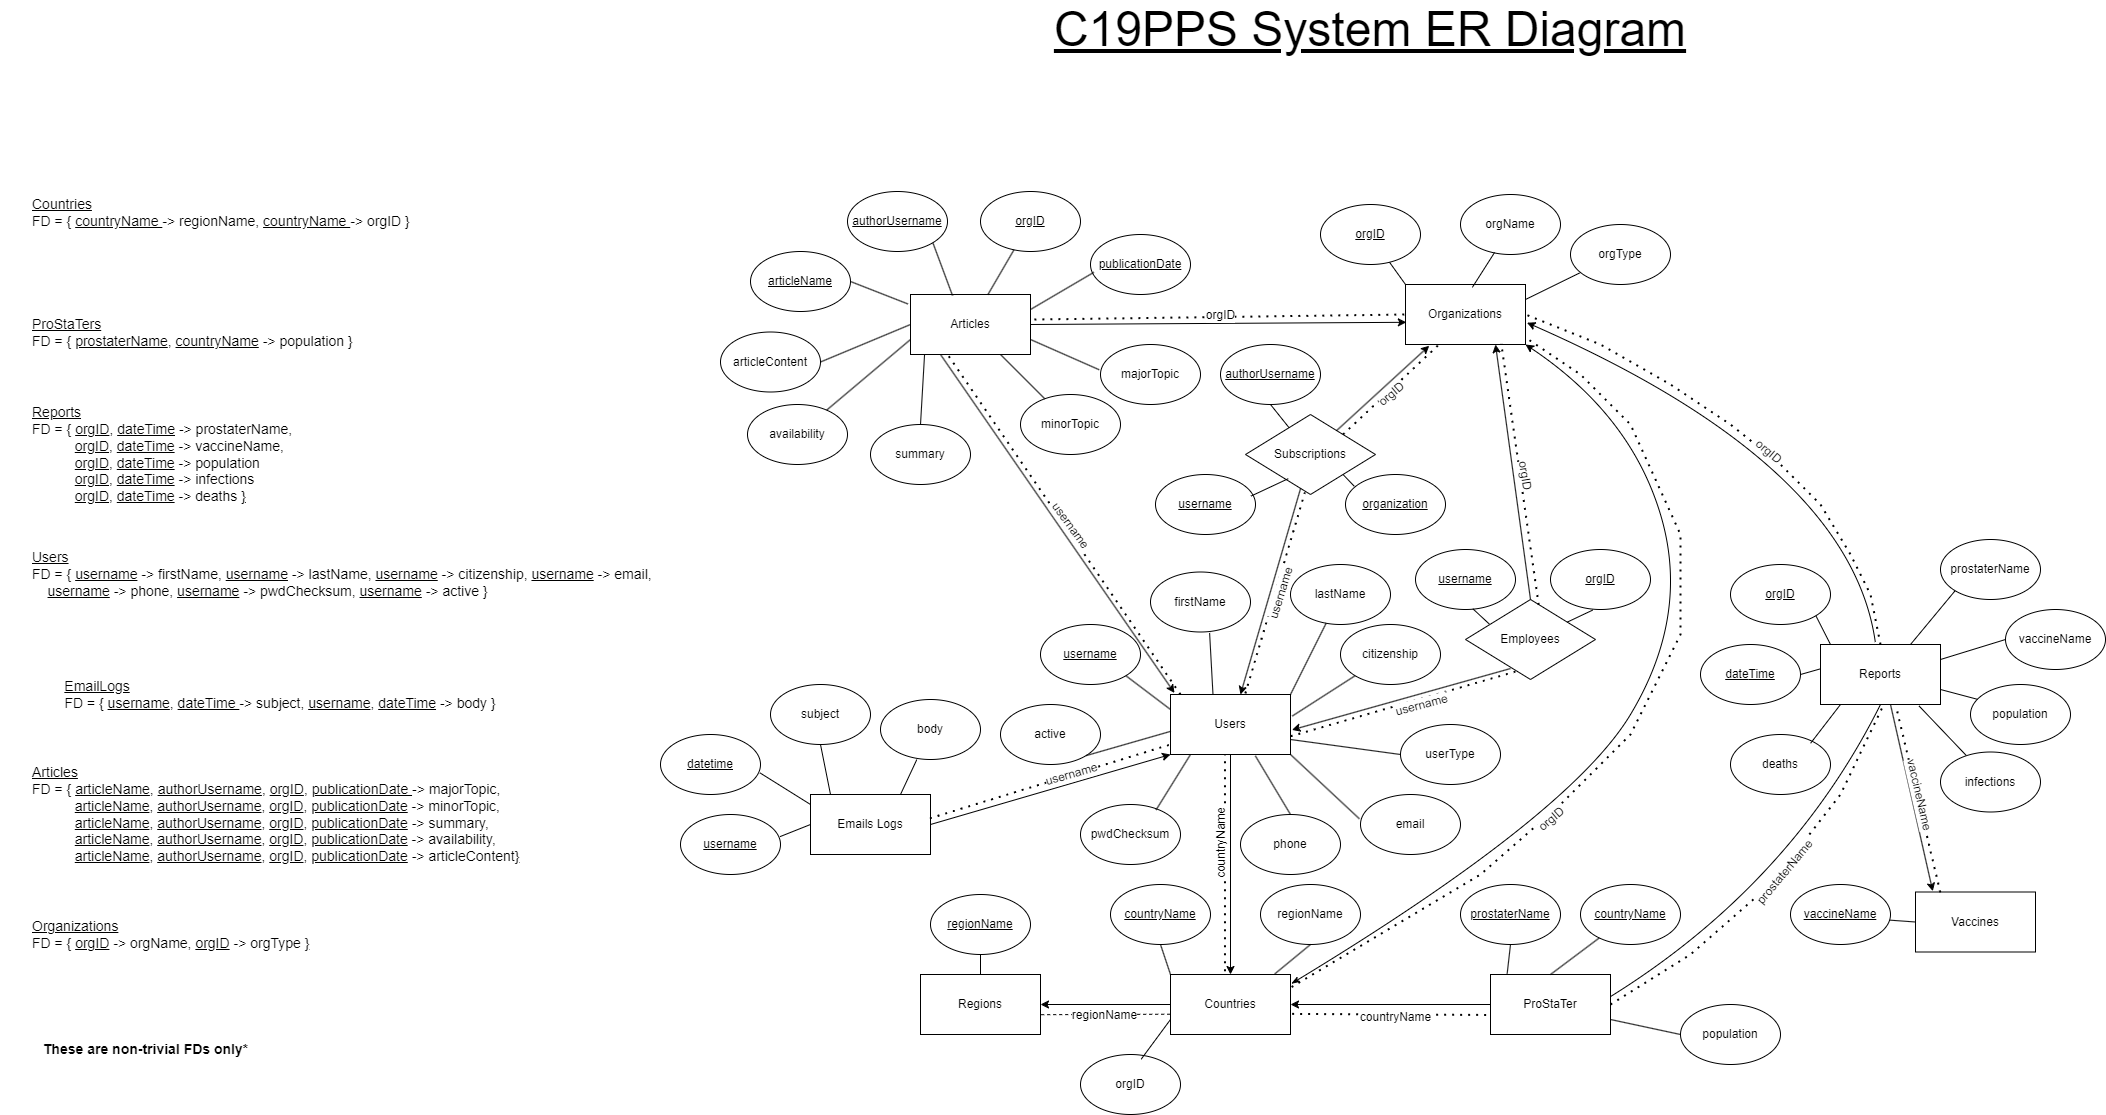 C19PPS System ER Diagram
Countries
FD = { countryName -> regionName, countryName -> orgID }
ProStaTers
FD = { prostaterName, countryName -> population }
Reports
FD = { orgID, dateTime -> prostaterName,
orgID, dateTime -> vaccineName,
orgID, dateTime -> population
orgID, dateTime -> infections
orgID, dateTime -> deaths }
Users
FD = { username -> firstName, username -> lastName, username -> citizenship, username -> email,
username -> phone, username -> pwdChecksum, username -> active }
EmailLogs
FD = { username, dateTime -> subject, username, dateTime -> body }
Articles
FD = { articleName, authorUsername, orgID, publicationDate -> majorTopic,
articleName, authorUsername, orgID, publicationDate -> minorTopic,
articleName, authorUsername, orgID, publicationDate -> summary,
articleName, authorUsername, orgID, publicationDate -> availability,
articleName, authorUsername, orgID, publicationDate -> articleContent}
Organizations
FD = { orgID -> orgName, orgID -> orgType }
These are non-trivial FDs only*
authorUsername
orgID
publicationDate
articleName
Articles
articleContent
majorTopic
minorTopic
availability
summary
orgID
orgID
orgName
orgType
Organizations
authorUsername
orgID
Subscriptions
username
organization
username
username
orgID
orgID
username
orgID
Employees
username
firstName
lastName
username
citizenship
Users
active
userType
pwdChecksum
phone
email
subject
body
datetime
Emails Logs
username
username
countryName
orgID
prostaterName
orgID
vaccineName
dateTime
Reports
population
deaths
infections
vaccineName
prostaterName
vaccineName
Vaccines
regionName
Regions
regionName
countryName
regionName
Countries
orgID
countryName
prostaterName
countryName
ProStaTer
population